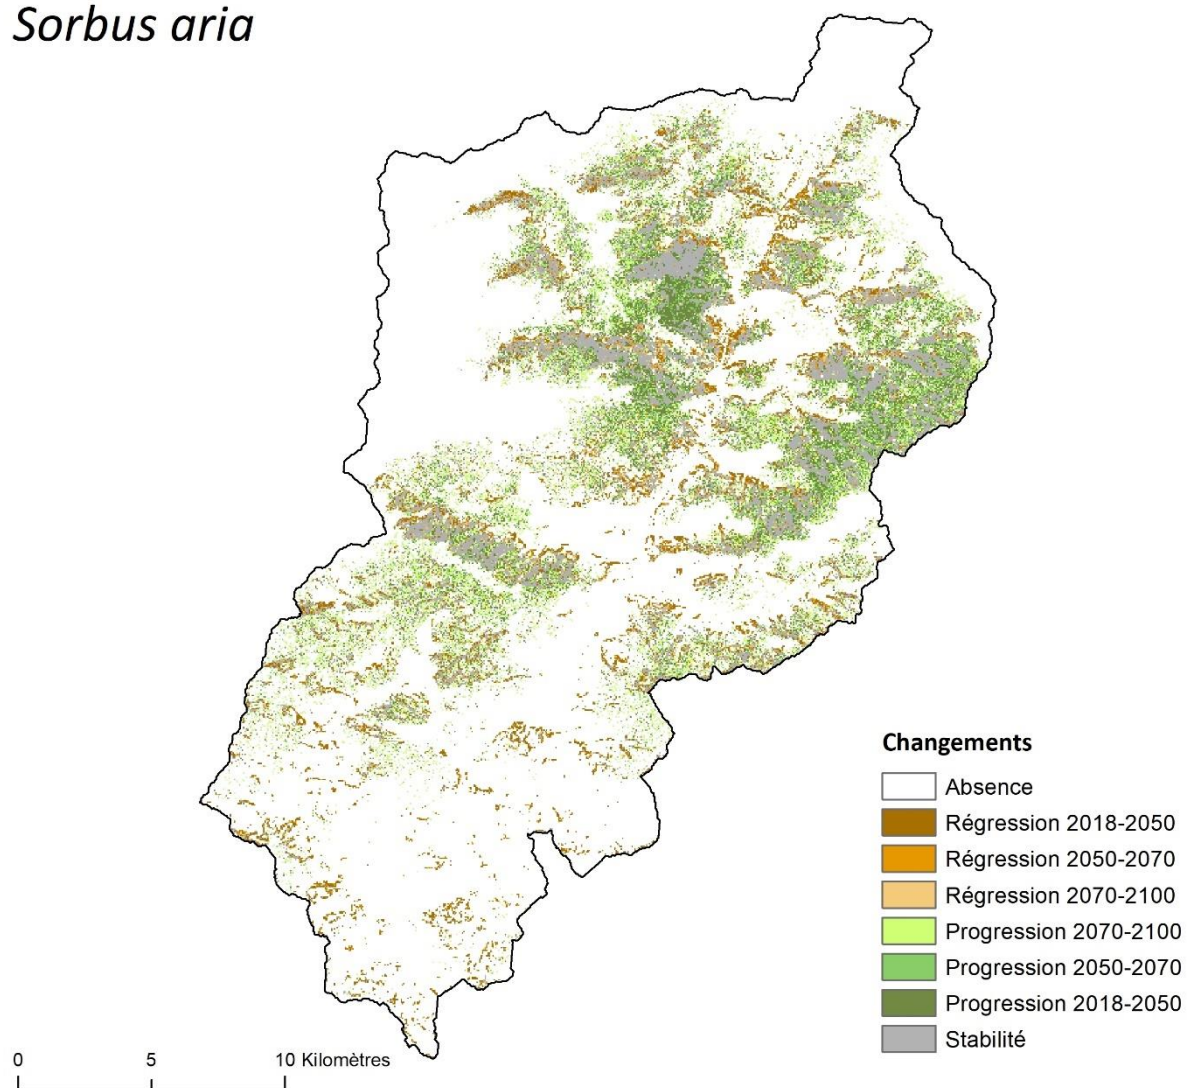 Sorbus aria
Changements
Absence
Régression 2018-2050
Régression 2050-2070
Régression 2070-2100
Progression 2070-2100
Progression 2050-2070
Progression 2018-2050
Stabilité
0 5 10 Kilomètres